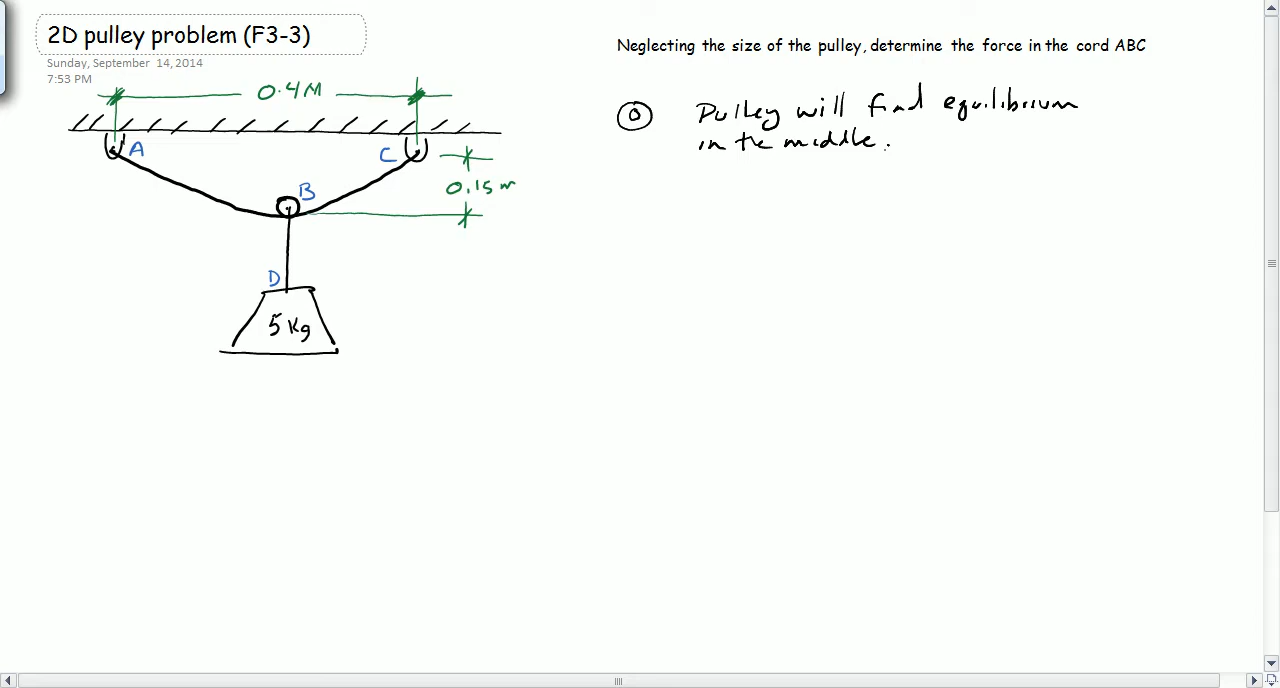 2D pulley problem (F3-3)
Sunday, September 14, 2014
7:53 PM
Neglecting the size of the pulley, determine the force in the cord ABC
0 Pulley will find equilibrium
in the middle.
0.4M
A
C
0.15 m
B
D
5 Kg